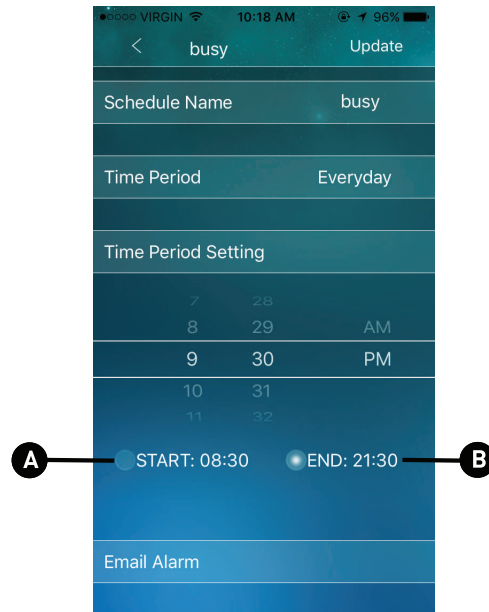 ●○○○○ VIRGIN 10:18 AM 96%
< busy Update
Schedule Name busy
Time Period Everyday
Time Period Setting
7 28
8 29 AM
9 30 PM
10 31
11 32
A START: 08:30 END: 21:30 B
Email Alarm